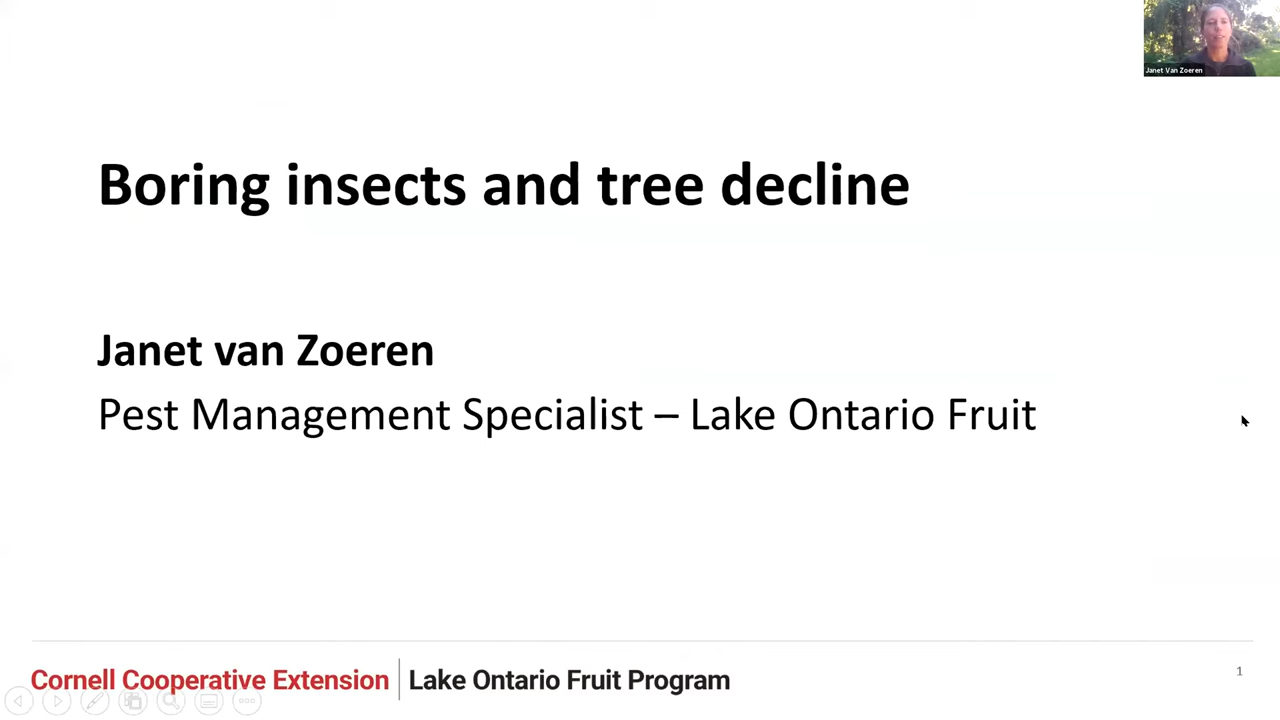 Janet Van Zoeren
Boring insects and tree decline
Janet van Zoeren
Pest Management Specialist – Lake Ontario Fruit
Cornell Cooperative Extension | Lake Ontario Fruit Program
1